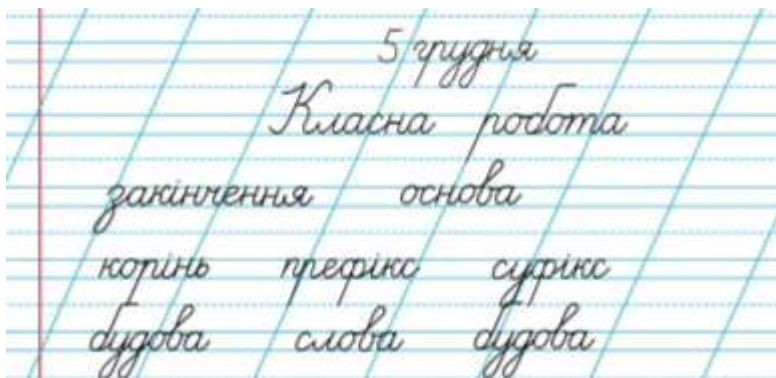 5 грудня
Класна робота
закінчення основа
корінь префікс суфікс
будова слова будова